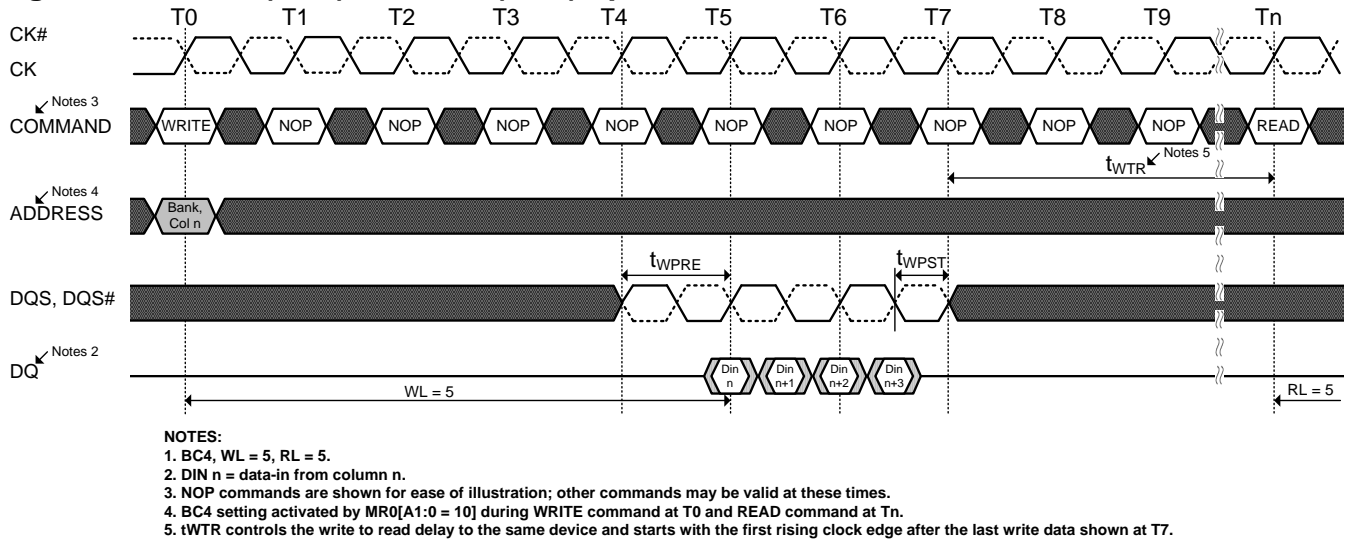 T0 T1 T2 T3 T4 T5 T6 T7 T8 T9 Tn
CK#
CK
Notes 3
COMMAND WRITE NOP NOP NOP NOP NOP NOP NOP NOP NOP READ
tWTR Notes 5
Notes 4
ADDRESS
Bank,
Col n
tWPRE tWPST
DQS, DQS#
Notes 2
DQ
Din Din Din Din
n n+1 n+2 n+3
WL = 5 RL = 5
NOTES:
1. BC4, WL = 5, RL = 5.
2. DIN n = data-in from column n.
3. NOP commands are shown for ease of illustration; other commands may be valid at these times.
4. BC4 setting activated by MR0[A1:0 = 10] during WRITE command at T0 and READ command at Tn.
5. tWTR controls the write to read delay to the same device and starts with the first rising clock edge after the last write data shown at T7.